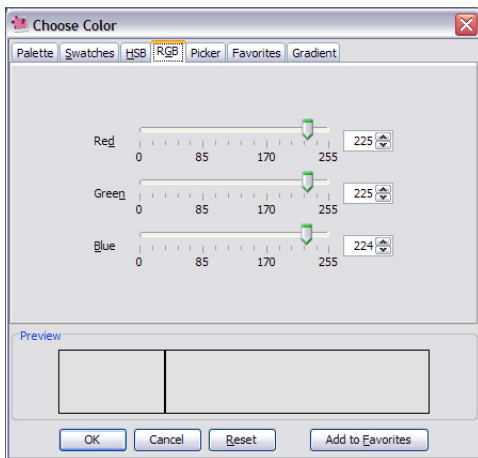 Choose Color
Palette Swatches HSB RGB Picker Favorites Gradient
Red 225
0 85 170 255
Green 225
0 85 170 255
Blue 224
0 85 170 255
Preview
OK Cancel Reset Add to Favorites